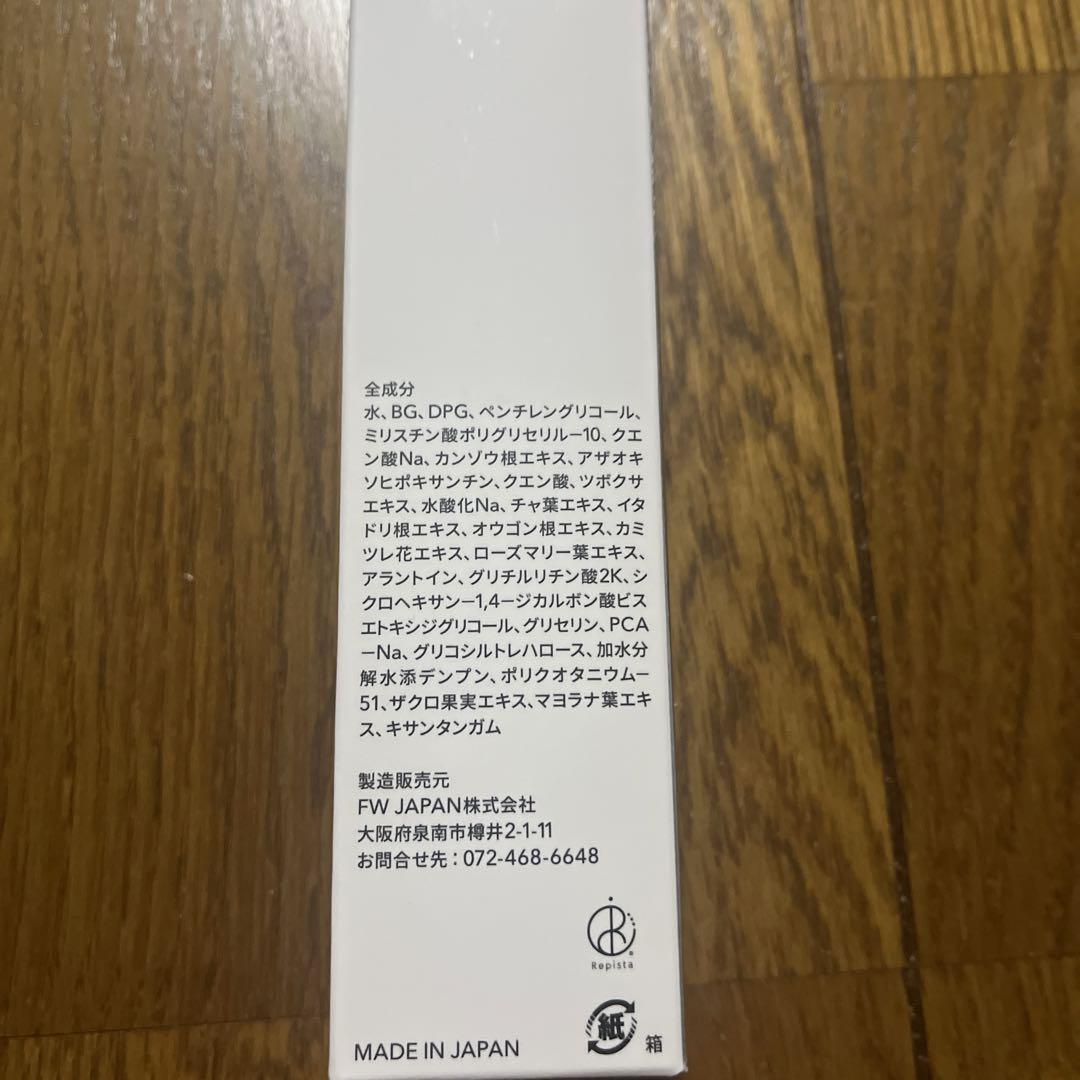 全成分
水、BG、DPG、ペンチレングリコール、
ミリスチン酸ポリグリセリル−10、クエ
ン酸Na、カンゾウ根エキス、アザオキ
ソヒポキサンチン、クエン酸、ツボクサ
エキス、水酸化Na、チャ葉エキス、イタ
ドリ根エキス、オウゴン根エキス、カミ
ツレ花エキス、ローズマリー葉エキス、
アラントイン、グリチルリチン酸2K、シ
クロヘキサン−1,4−ジカルボン酸ビス
エトキシジグリコール、グリセリン、PCA
−Na、グリコシルトレハロース、加水分
解水添デンプン、ポリクオタニウム−
51、ザクロ果実エキス、マヨラナ葉エキ
ス、キサンタンガム
製造販売元
FW JAPAN株式会社
大阪府泉南市樽井2-1-11
お問合せ先：072-468-6648
Repista
紙 箱
MADE IN JAPAN